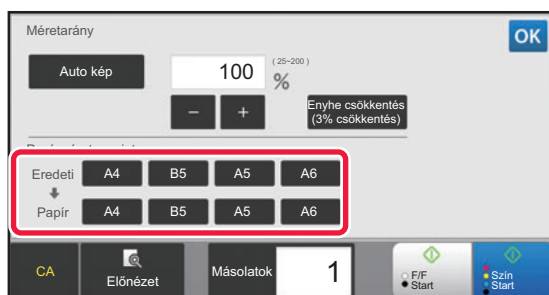 Méretarány
OK
Auto kép
100
(25~200)
%
−
+
Enyhe csökkentés
(3% csökkentés)
Eredeti
A4
B5
A5
A6
Papír
A4
B5
A5
A6
CA
Előnézet
Másolatok
1
F/F
Start
Szín
Start